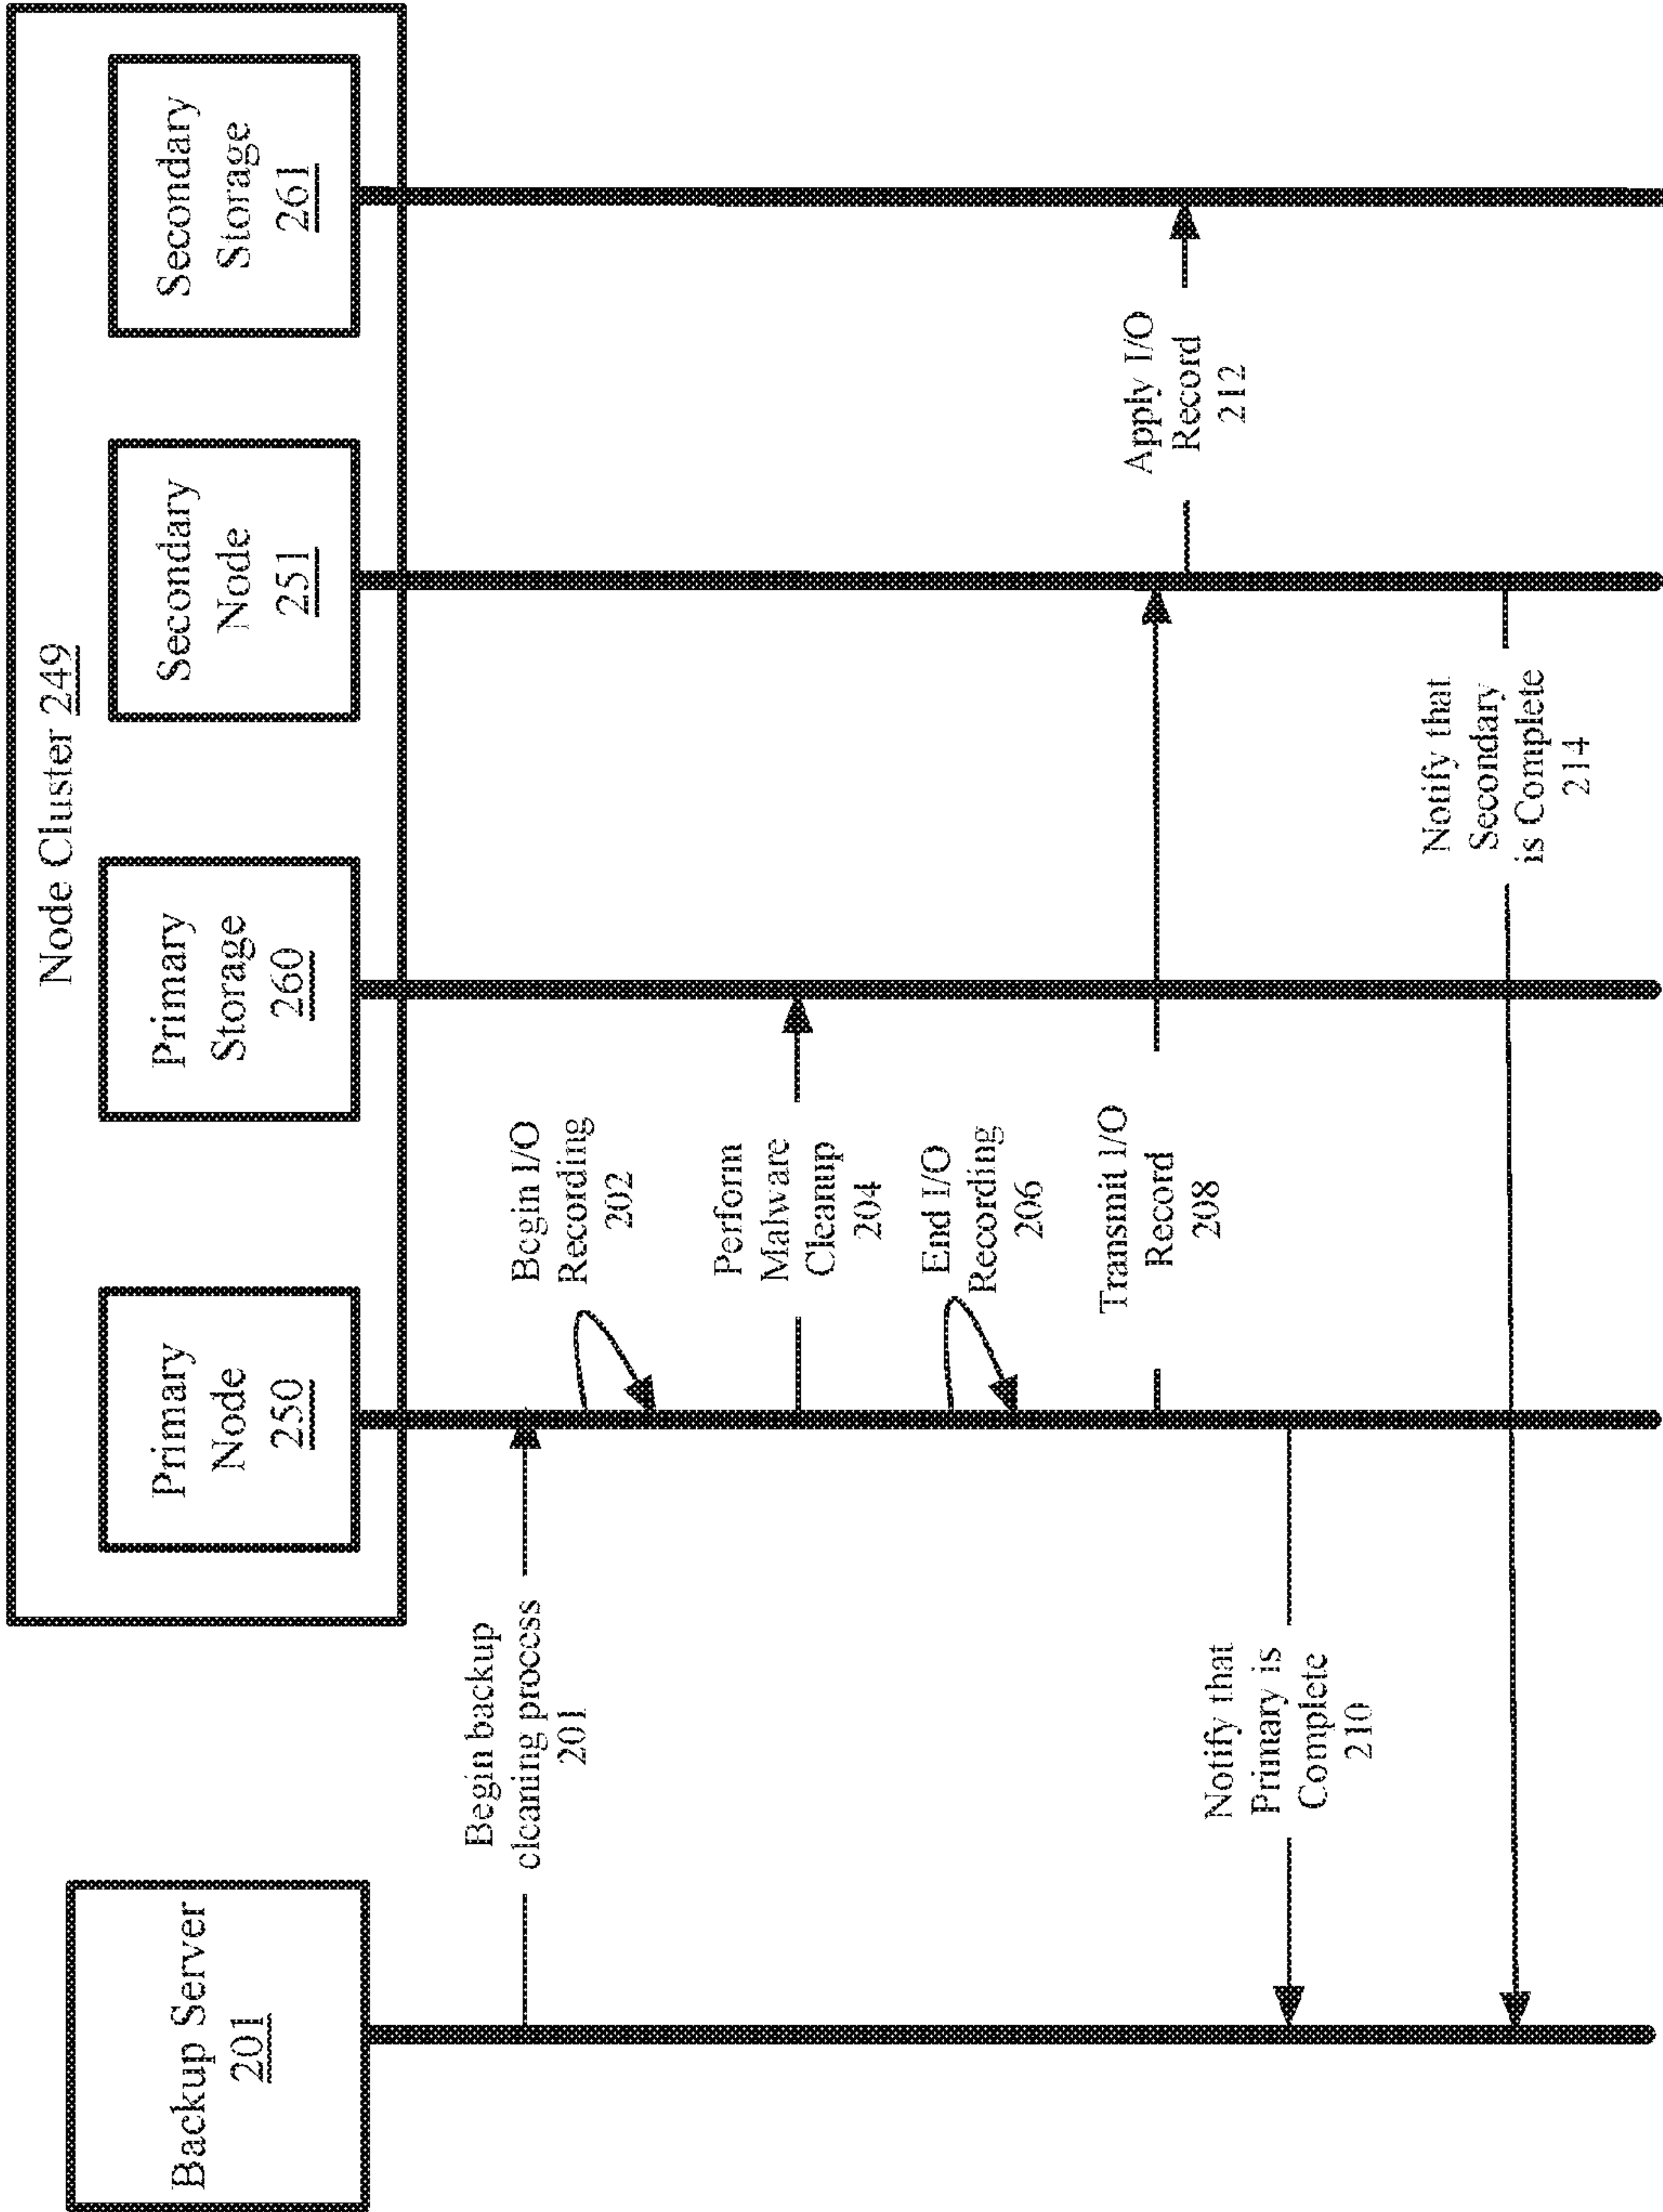 Node Cluster 249
Backup Server
201
Primary
Node
250
Primary
Storage
260
Secondary
Node
251
Secondary
Storage
261
Begin backup
cleaning process
201
Begin I/O
Recording
202
Perform
Malware
Cleanup
204
End I/O
Recording
206
Transmit I/O
Record
208
Apply I/O
Record
212
Notify that
Primary is
Complete
210
Notify that
Secondary
is Complete
214